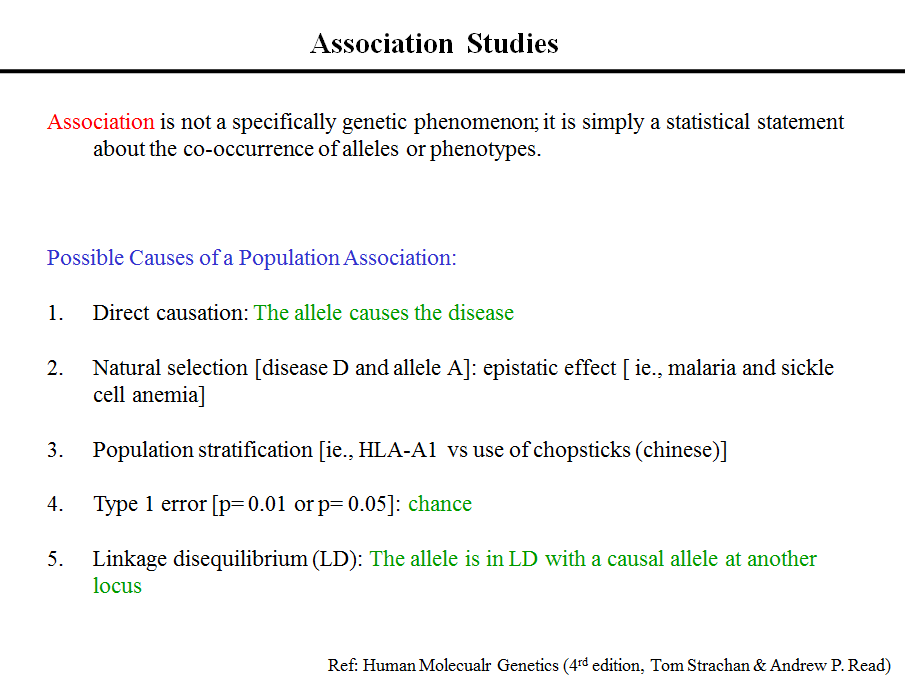 Association Studies
Association is not a specifically genetic phenomenon; it is simply a statistical statement
about the co-occurrence of alleles or phenotypes.
Possible Causes of a Population Association:
1. Direct causation: The allele causes the disease
2. Natural selection [disease D and allele A]: epistatic effect [ ie., malaria and sickle
cell anemia]
3. Population stratification [ie., HLA-A1 vs use of chopsticks (chinese)]
4. Type 1 error [p= 0.01 or p= 0.05]: chance
5. Linkage disequilibrium (LD): The allele is in LD with a causal allele at another
locus
Ref: Human Molecualr Genetics (4rd edition, Tom Strachan & Andrew P. Read)